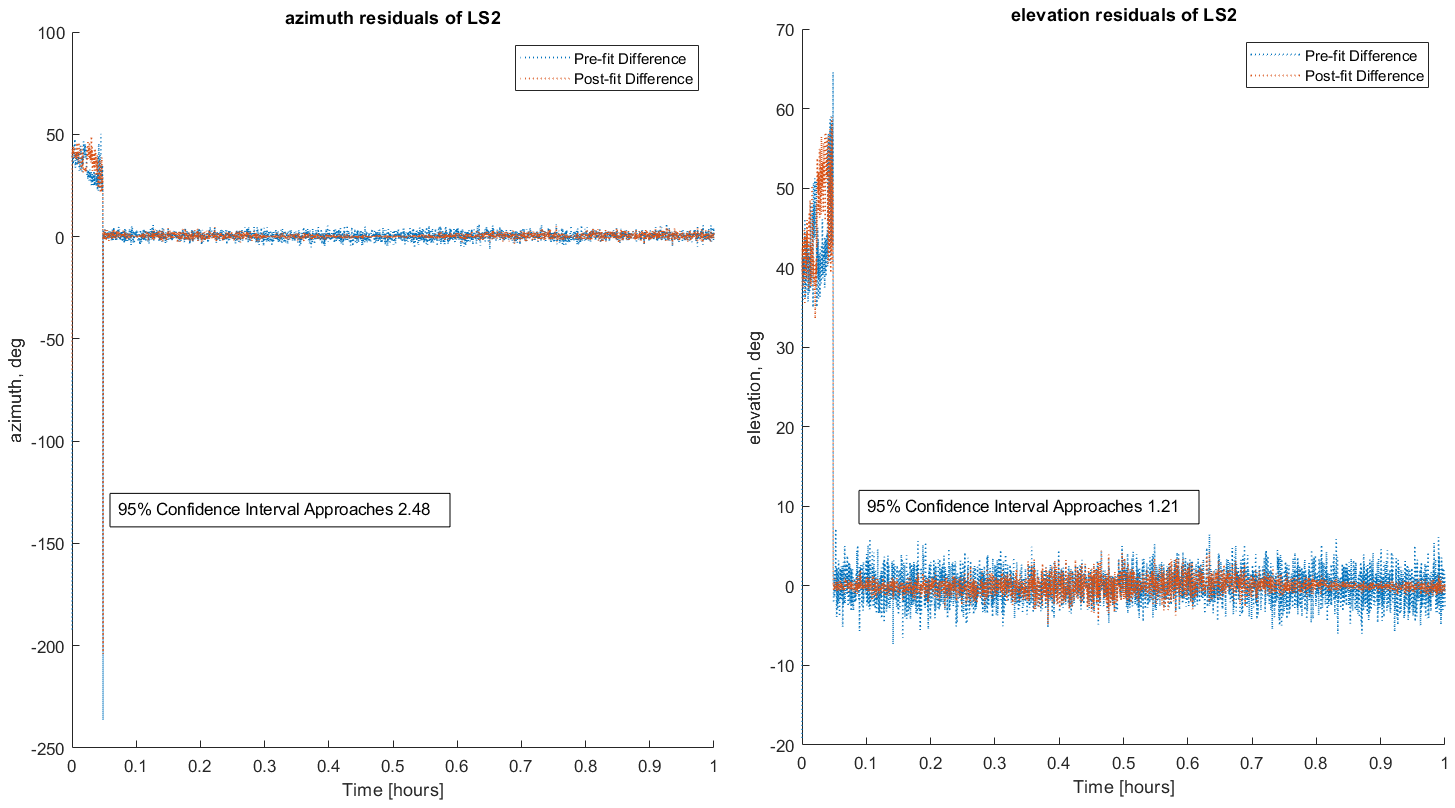 azimuth residuals of LS2
100
50
0
-50
-100
-150
-200
-250
azimuth, deg
Pre-fit Difference
Post-fit Difference
95% Confidence Interval Approaches 2.48
0 0.1 0.2 0.3 0.4 0.5 0.6 0.7 0.8 0.9 1
Time [hours]
elevation residuals of LS2
70
60
50
40
30
20
10
0
-10
-20
elevation, deg
Pre-fit Difference
Post-fit Difference
95% Confidence Interval Approaches 1.21
0 0.1 0.2 0.3 0.4 0.5 0.6 0.7 0.8 0.9 1
Time [hours]